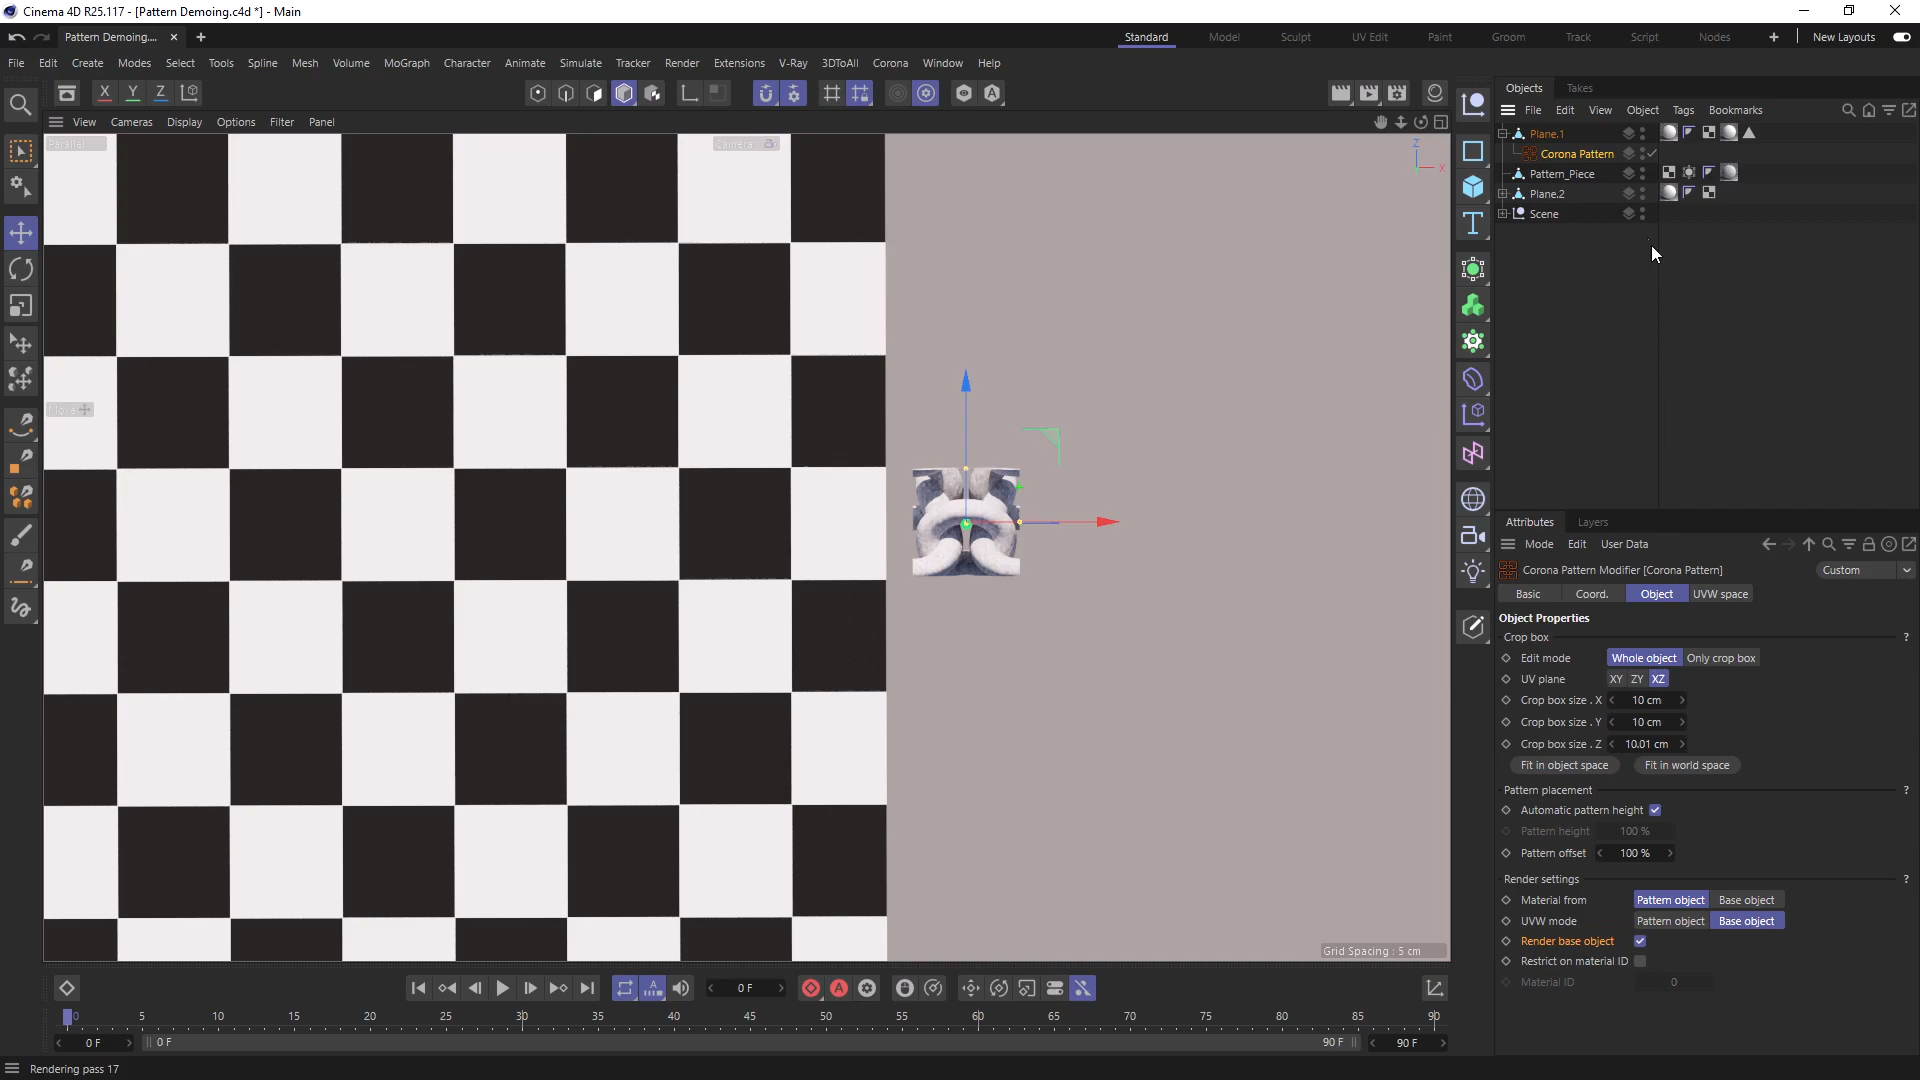 Cinema 4D R25.117 - [Pattern Demoing.c4d *] - Main
Pattern Demoing....
Standard Model Sculpt UV Edit Paint Groom Track Script Nodes New Layouts
File Edit Create Modes Select Tools Spline Mesh Volume MoGraph Character Animate Simulate Tracker Render Extensions V-Ray 3DToAll Corona Window Help
X Y Z
View Cameras Display Options Filter Panel
Parallel
Camera
Z
X
Move
Grid Spacing : 5 cm
Objects Takes
File Edit View Object Tags Bookmarks
Plane.1
Corona Pattern
Pattern_Piece
Plane.2
Scene
Attributes Layers
Mode Edit User Data
Corona Pattern Modifier [Corona Pattern] Custom
Basic Coord. Object UVW space
Object Properties
Crop box ?
Edit mode Whole object Only crop box
UV plane XY ZY XZ
Crop box size . X 10 cm
Crop box size . Y 10 cm
Crop box size . Z 10.01 cm
Fit in object space Fit in world space
Pattern placement ?
Automatic pattern height
Pattern height 100 %
Pattern offset 100 %
Render settings ?
Material from Pattern object Base object
UVW mode Pattern object Base object
Render base object
Restrict on material ID
Material ID 0
0 F
0 5 10 15 20 25 30 35 40 45 50 55 60 65 70 75 80 85 90
0 F 0 F 90 F 90 F
Rendering pass 17